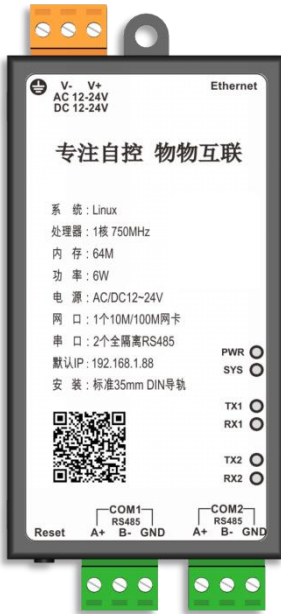 V- V+ Ethernet
AC 12-24V
DC 12-24V
专注自控 物物互联
系 统 : Linux
处理器 : 1核 750MHz
内 存 : 64M
功 率 : 6W
电 源 : AC/DC12~24V
网 口 : 1个10M/100M网卡
串 口 : 2个全隔离RS485
默认IP : 192.168.1.88
安 装 : 标准35mm DIN导轨
PWR
SYS
TX1
RX1
TX2
RX2
COM1 COM2
RS485 RS485
Reset A+ B- GND A+ B- GND